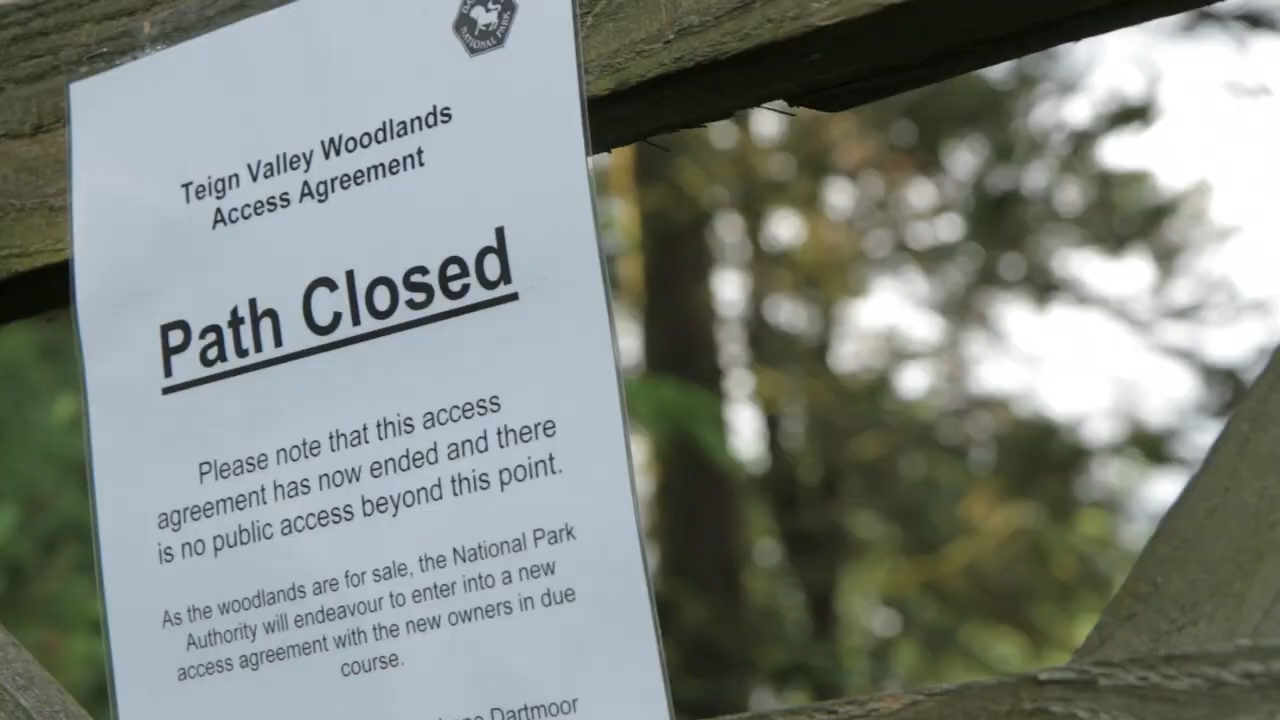 NATIONAL PARK
Teign Valley Woodlands
Access Agreement
Path Closed
Please note that this access
agreement has now ended and there
is no public access beyond this point.
As the woodlands are for sale, the National Park
Authority will endeavour to enter into a new
access agreement with the new owners in due
course.
Dartmoor